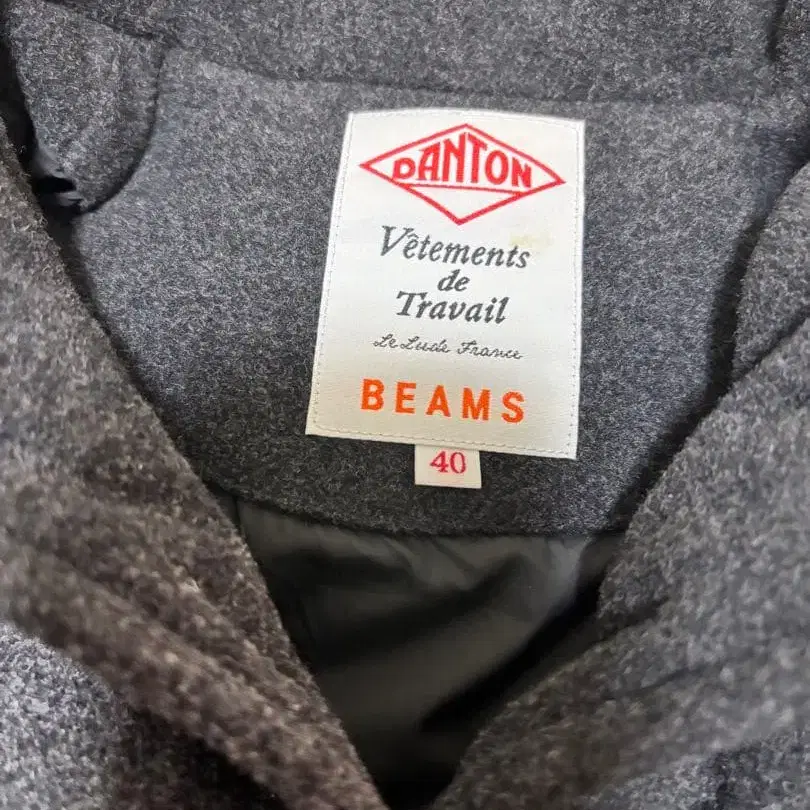 DANTON
Vêtements
de
Travail
Le Lude France
BEAMS
40